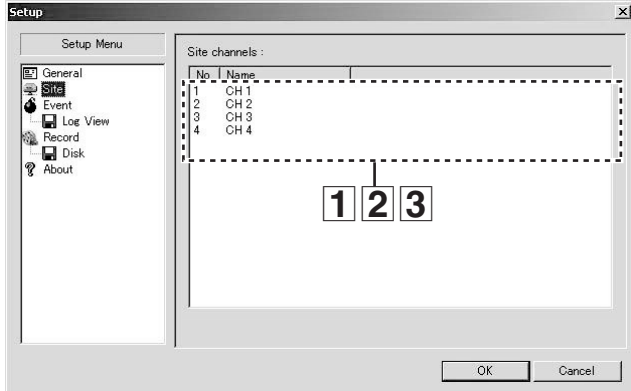 Setup
Setup Menu
General
Site
Event
Log View
Record
Disk
About
Site channels :
No Name
1 CH 1
2 CH 2
3 CH 3
4 CH 4
1 2 3
OK Cancel